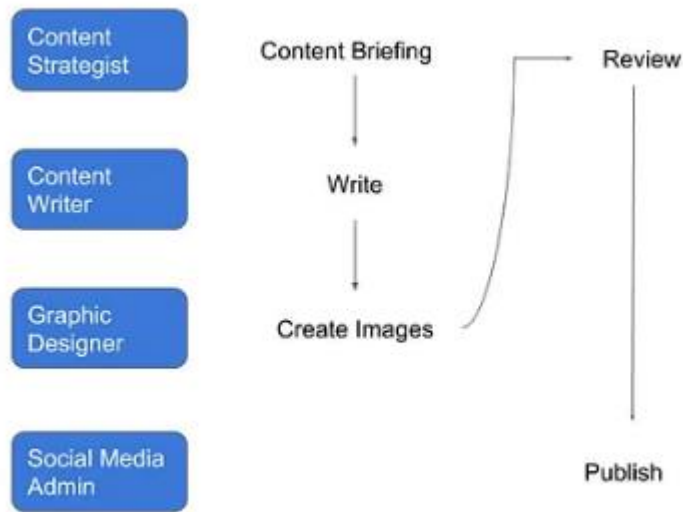 Content
Strategist
Content Briefing
Review
Content
Writer
Write
Graphic
Designer
Create Images
Social Media
Admin
Publish